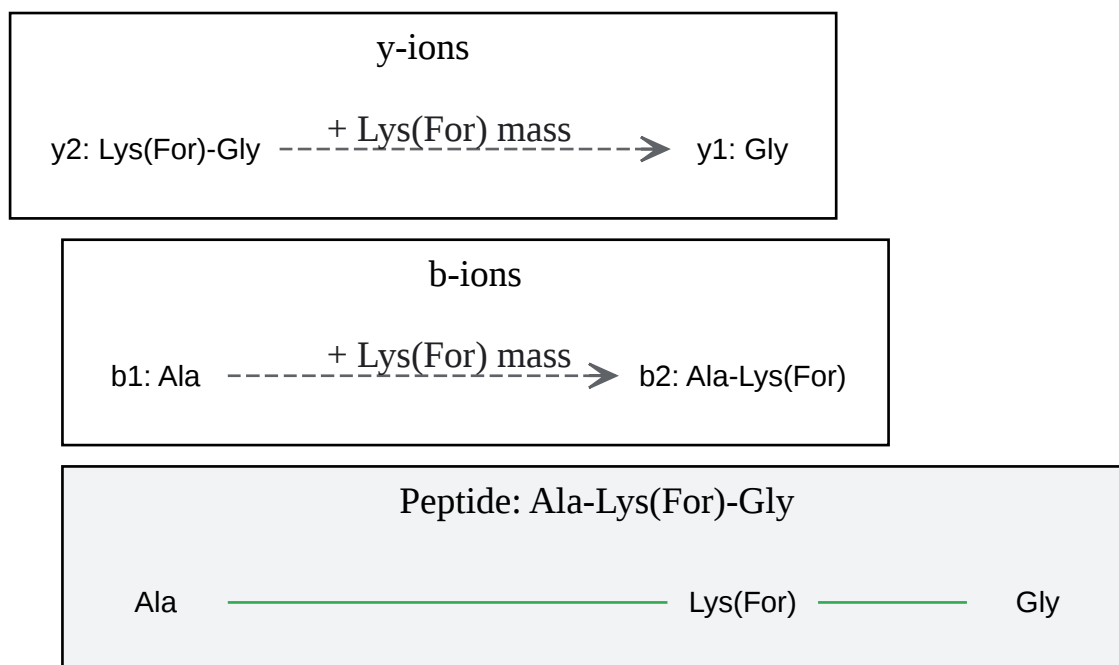 y-ions
+ Lys(For) mass
y2: Lys(For)-Gly
y1: Gly
b-ions
+ Lys(For) mass
b1: Ala
b2: Ala-Lys(For)
Peptide: Ala-Lys(For)-Gly
Ala
Lys(For)
Gly